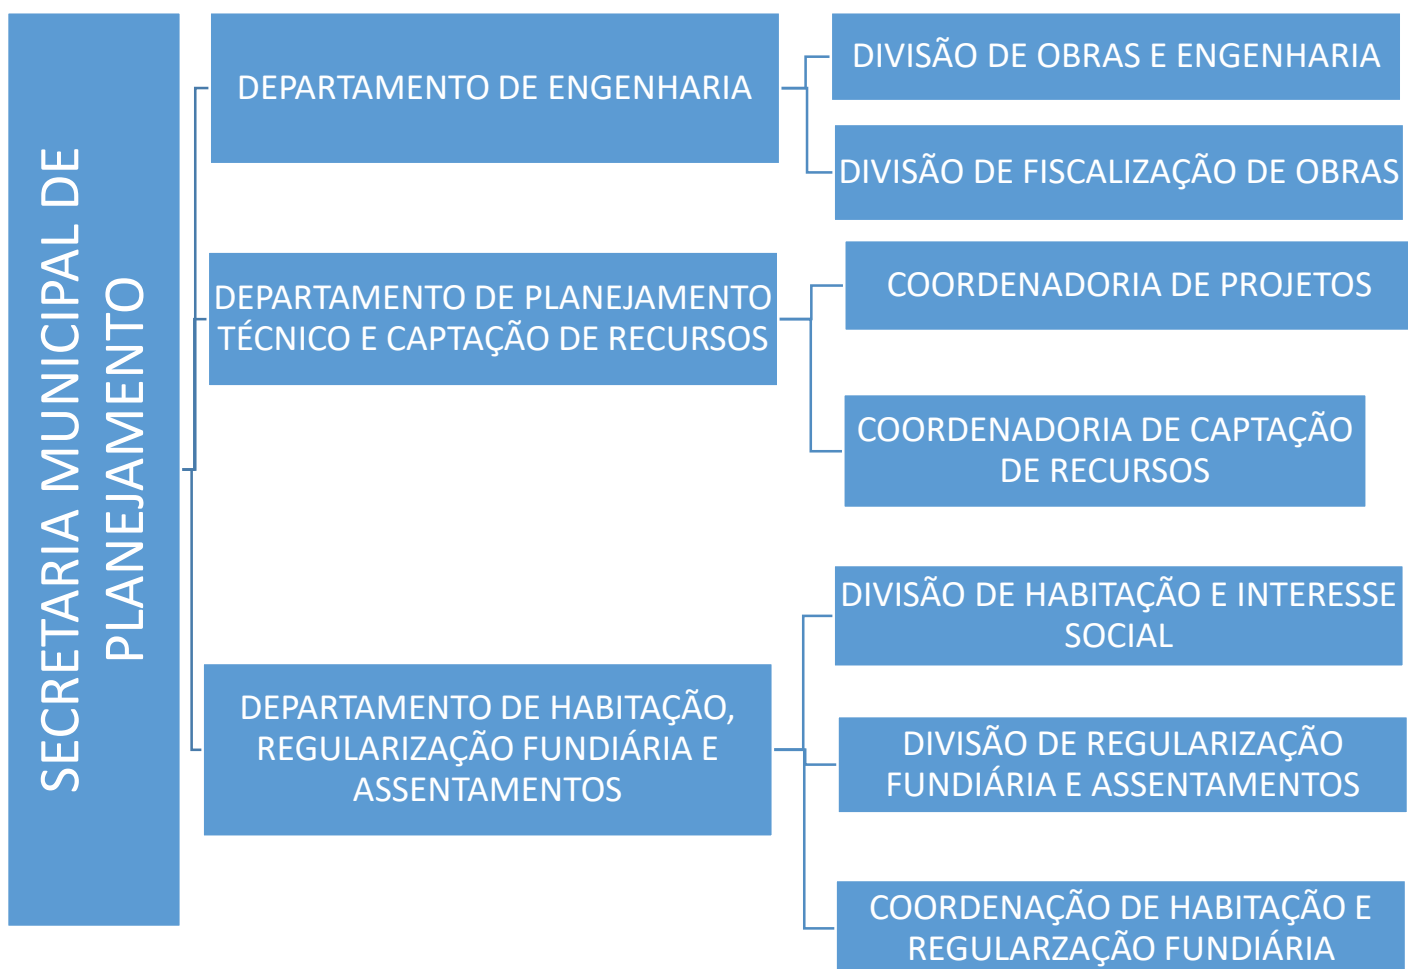 SECRETARIA MUNICIPAL DE
PLANEJAMENTO
DEPARTAMENTO DE ENGENHARIA
DIVISÃO DE OBRAS E ENGENHARIA
DIVISÃO DE FISCALIZAÇÃO DE OBRAS
DEPARTAMENTO DE PLANEJAMENTO
TÉCNICO E CAPTAÇÃO DE RECURSOS
COORDENADORIA DE PROJETOS
COORDENADORIA DE CAPTAÇÃO
DE RECURSOS
DEPARTAMENTO DE HABITAÇÃO,
REGULARIZAÇÃO FUNDIÁRIA E
ASSENTAMENTOS
DIVISÃO DE HABITAÇÃO E INTERESSE
SOCIAL
DIVISÃO DE REGULARIZAÇÃO
FUNDIÁRIA E ASSENTAMENTOS
COORDENAÇÃO DE HABITAÇÃO E
REGULARZAÇÃO FUNDIÁRIA